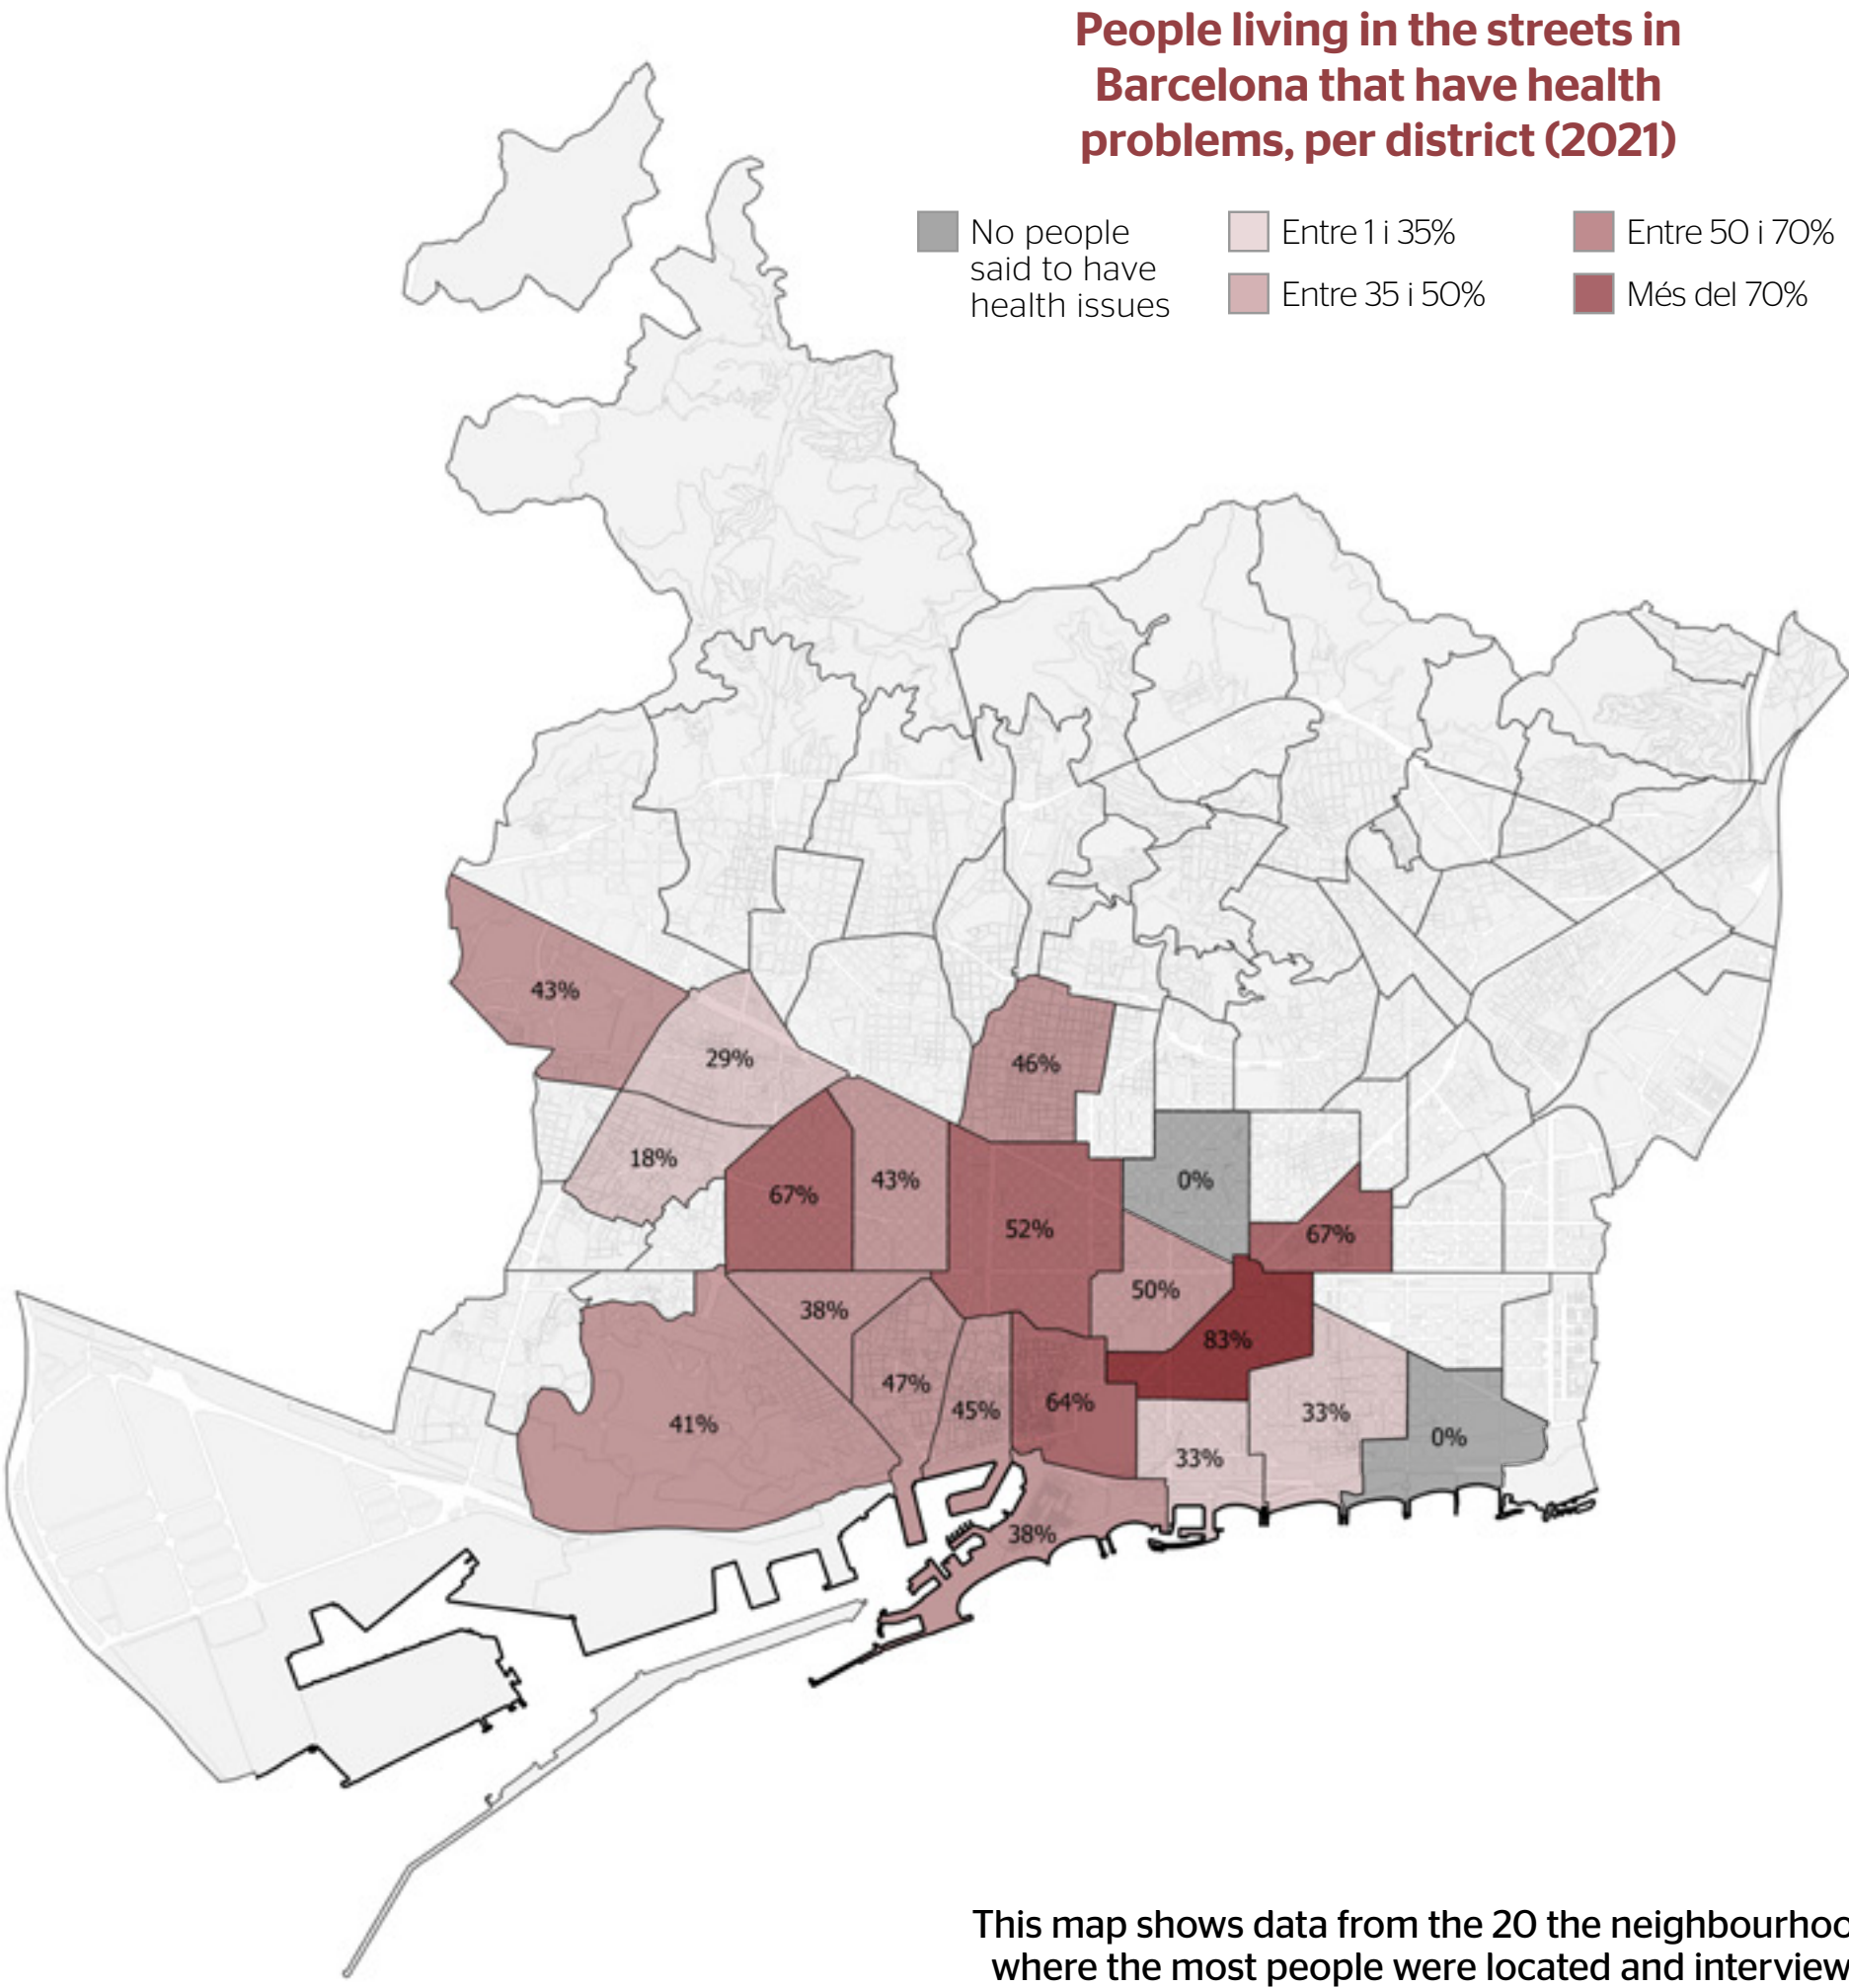 People living in the streets in
Barcelona that have health
problems, per district (2021)
No people
said to have
health issues
Entre 1 i 35%
Entre 35 i 50%
Entre 50 i 70%
Més del 70%
43%
29%
46%
18%
67%
43%
0%
52%
67%
50%
38%
83%
47%
45%
64%
41%
33%
33%
0%
38%
This map shows data from the 20 the neighbourhoo
where the most people were located and interview